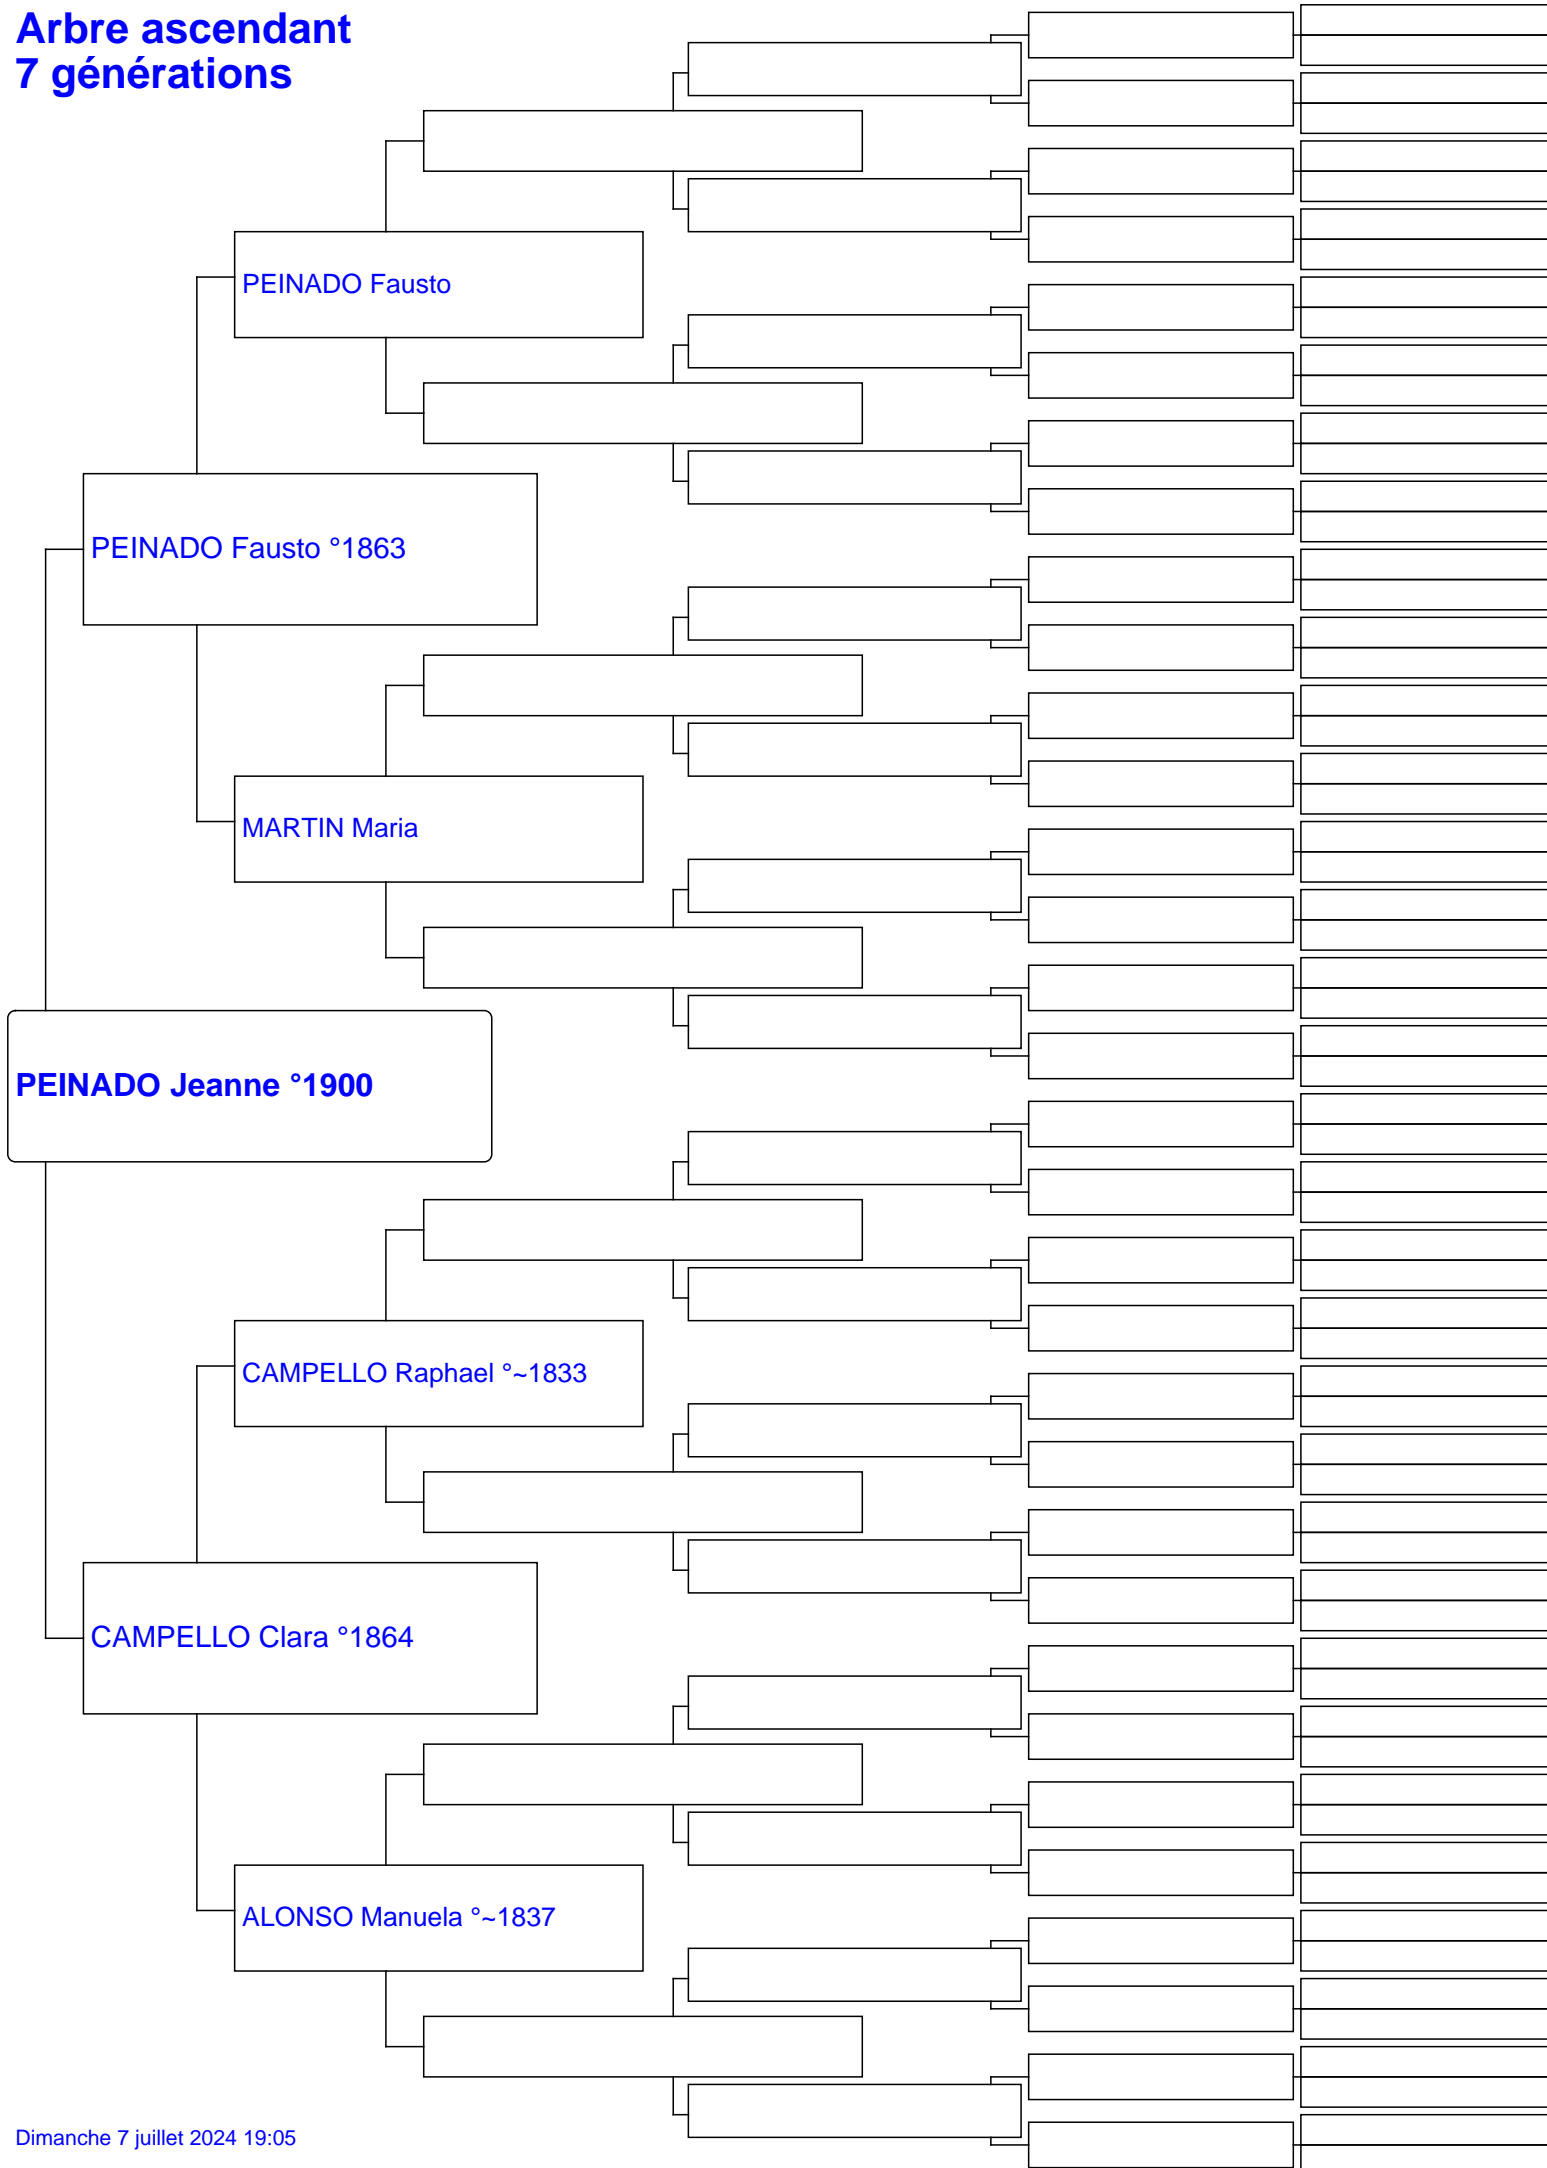 Arbre ascendant
7 générations
PEINADO Fausto
PEINADO Fausto °1863
MARTIN Maria
PEINADO Jeanne °1900
CAMPELLO Raphael °~1833
CAMPELLO Clara °1864
ALONSO Manuela °~1837
Dimanche 7 juillet 2024 19:05